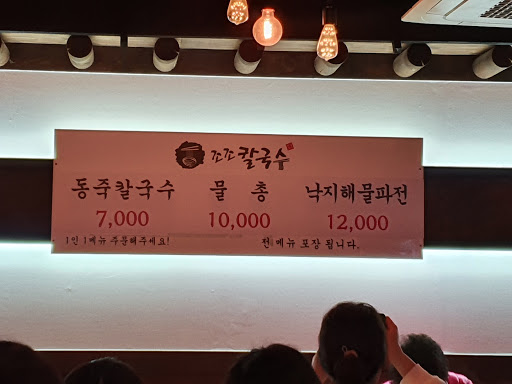 조조칼국수
동죽칼국수 물총 낙지해물파전
7,000 10,000 12,000
1인 1메뉴 주문해주세요! 전메뉴 포장 됩니다.